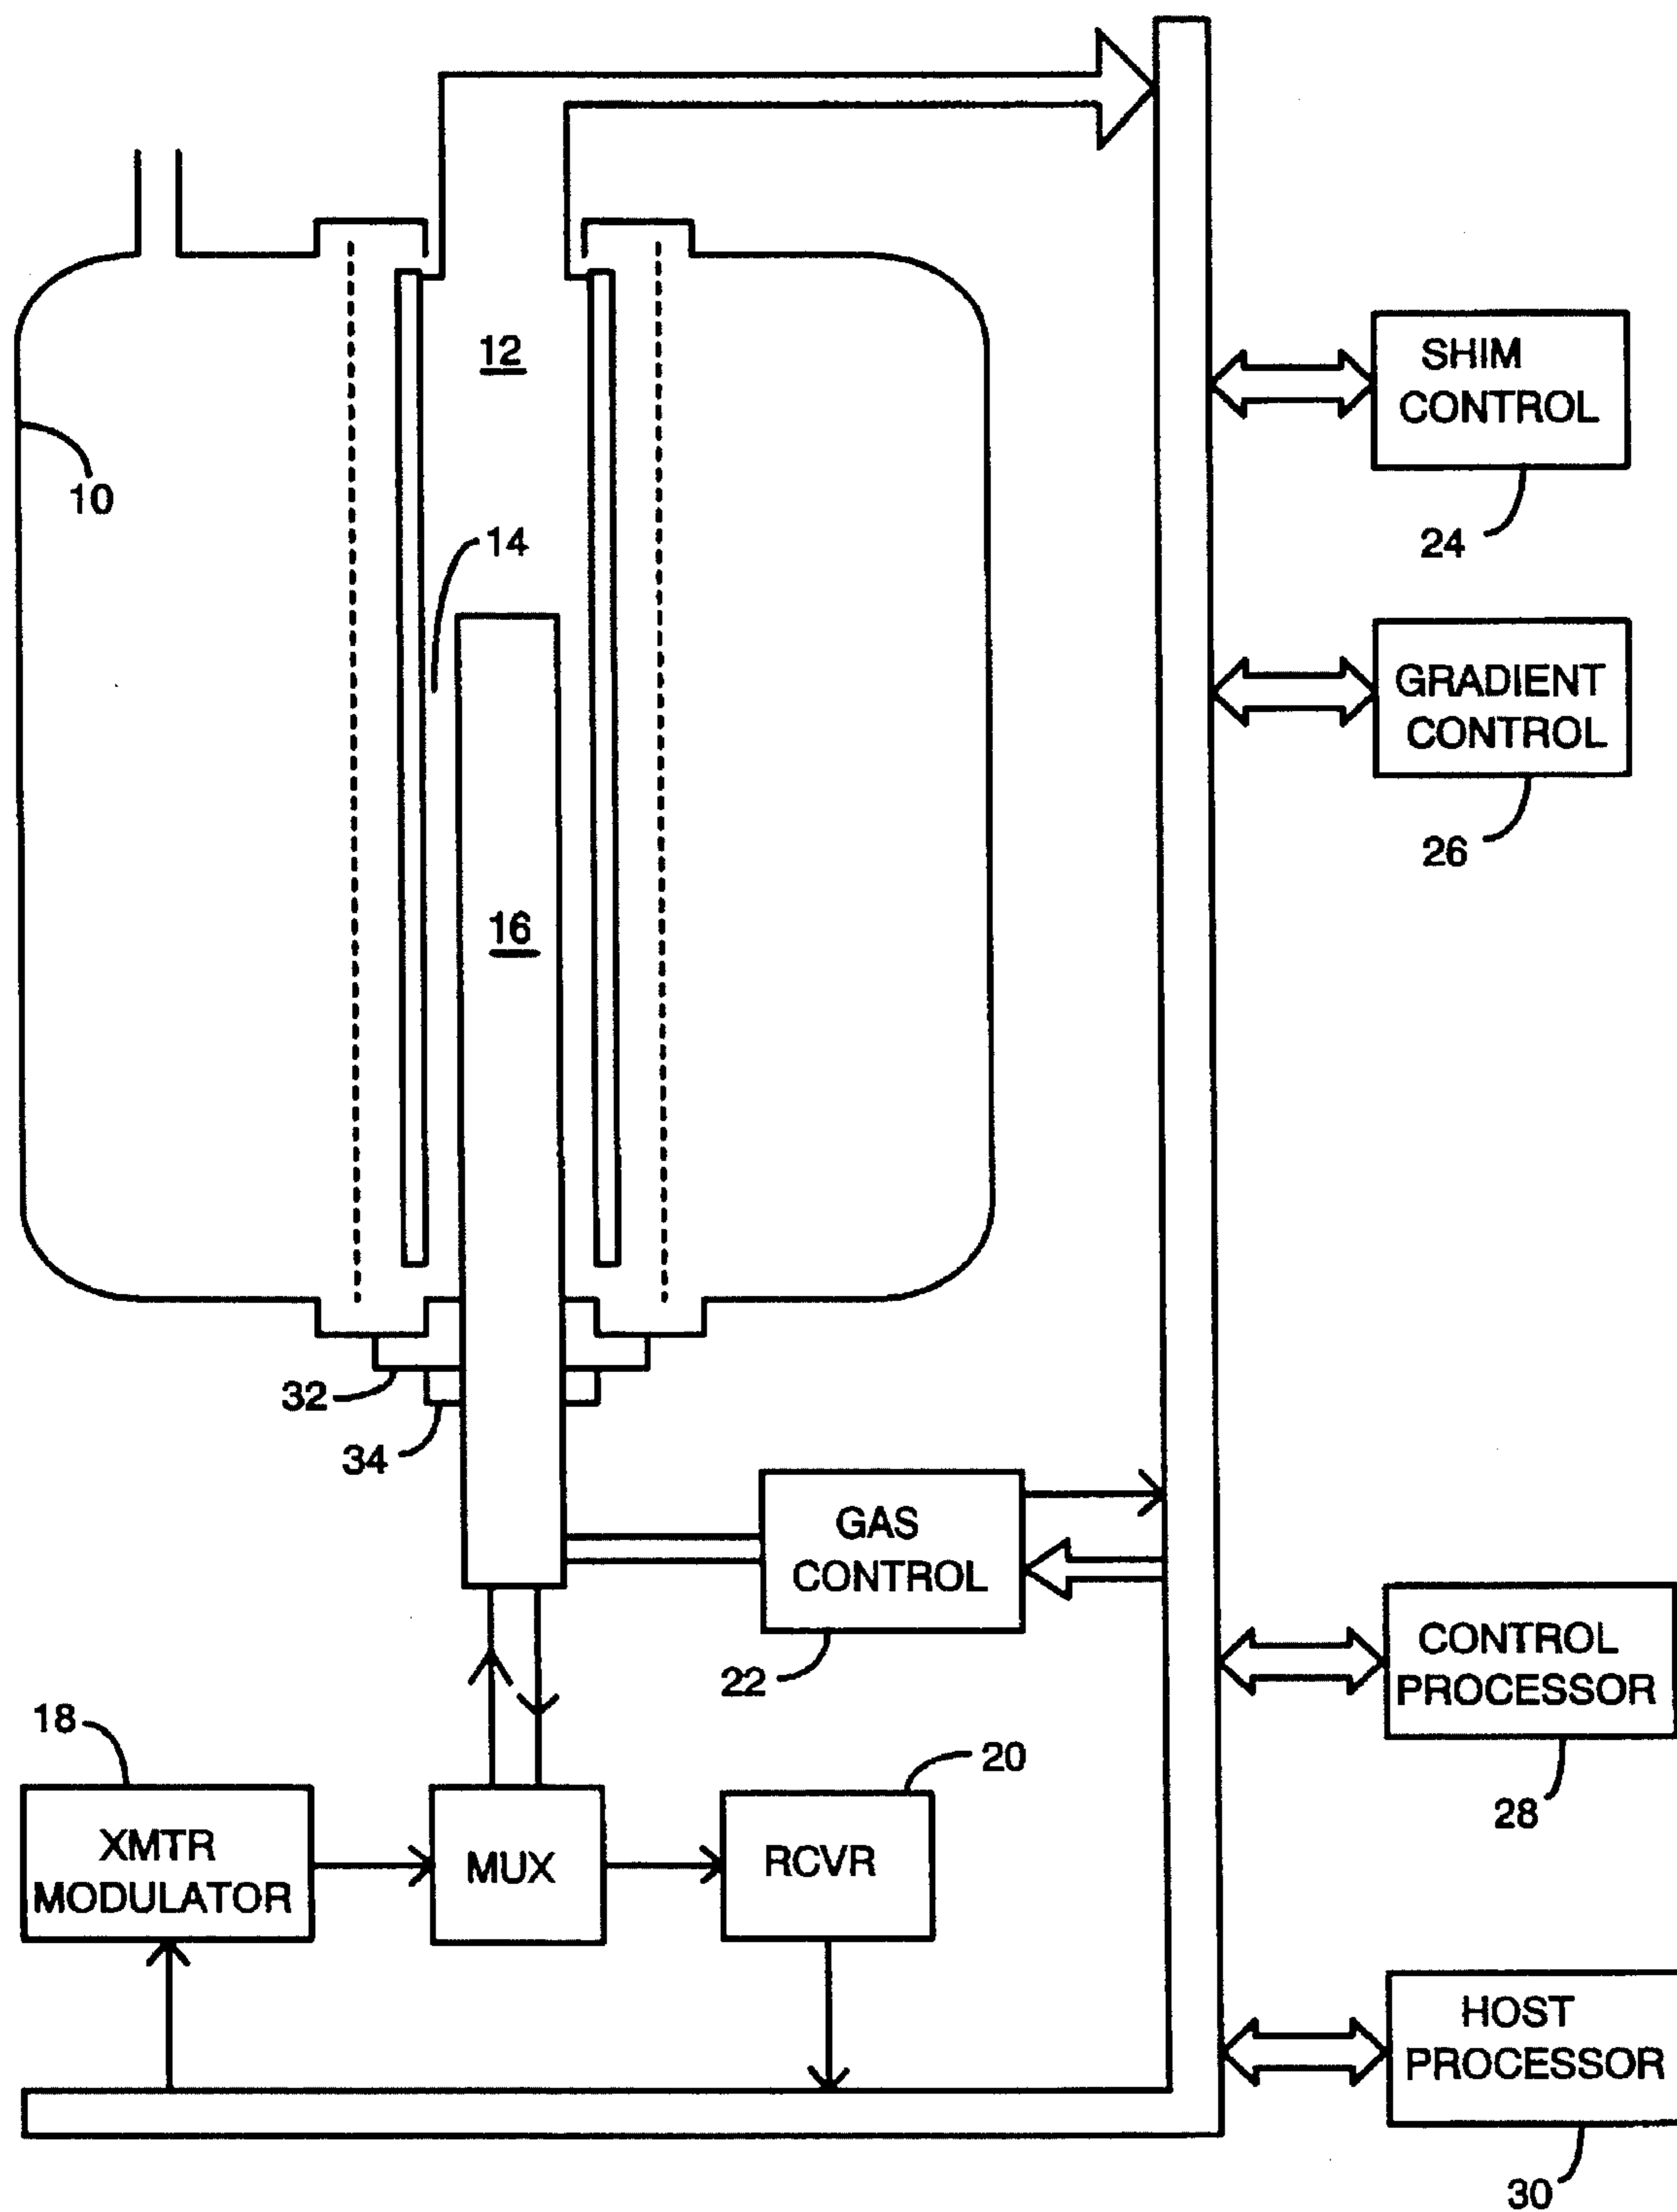 12
SHIM
CONTROL
10
14
24
GRADIENT
CONTROL
26
16
32
34
GAS
CONTROL
22
CONTROL
PROCESSOR
28
18
20
XMTR
MODULATOR
MUX
RCVR
HOST
PROCESSOR
30